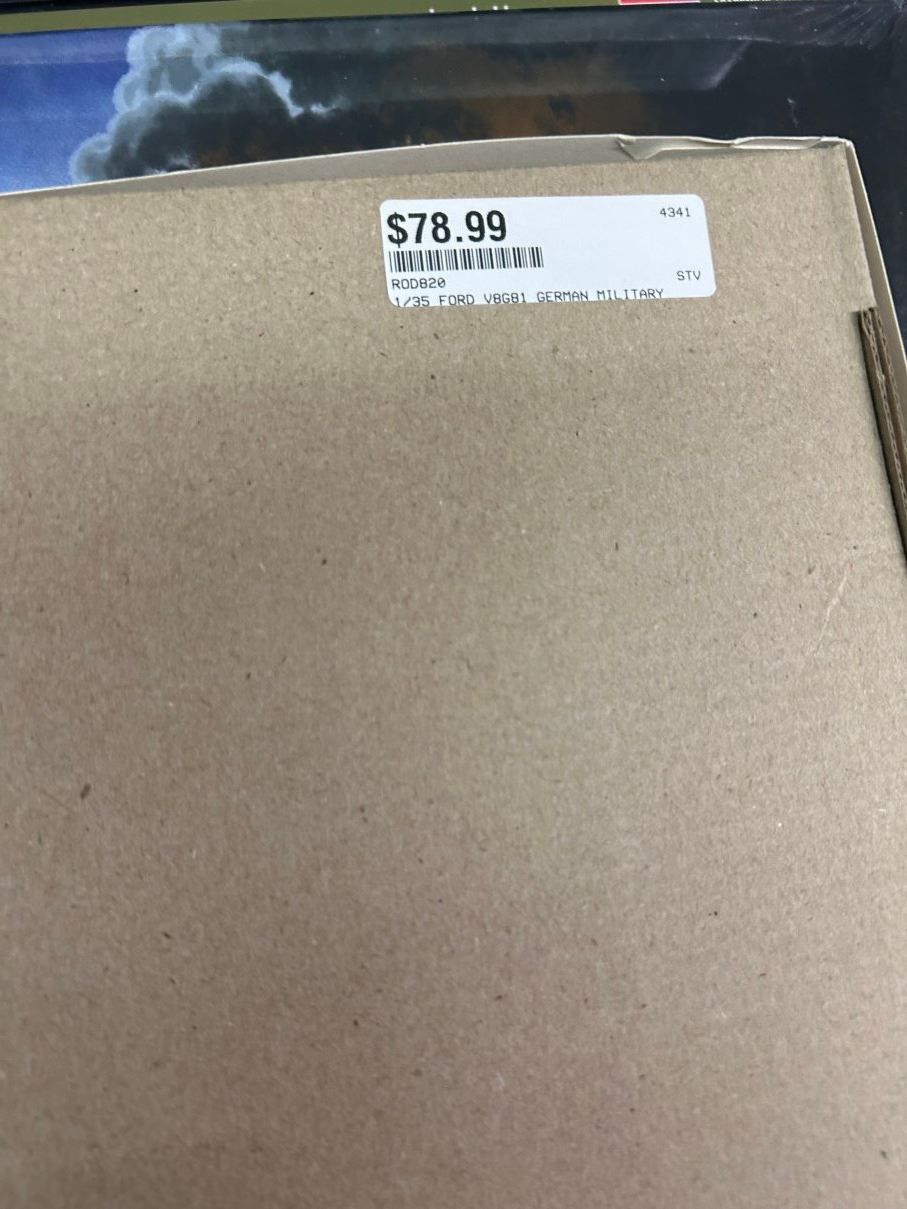 $78.99
4341
ROD820
STV
1/35 FORD V8G81 GERMAN MILITARY